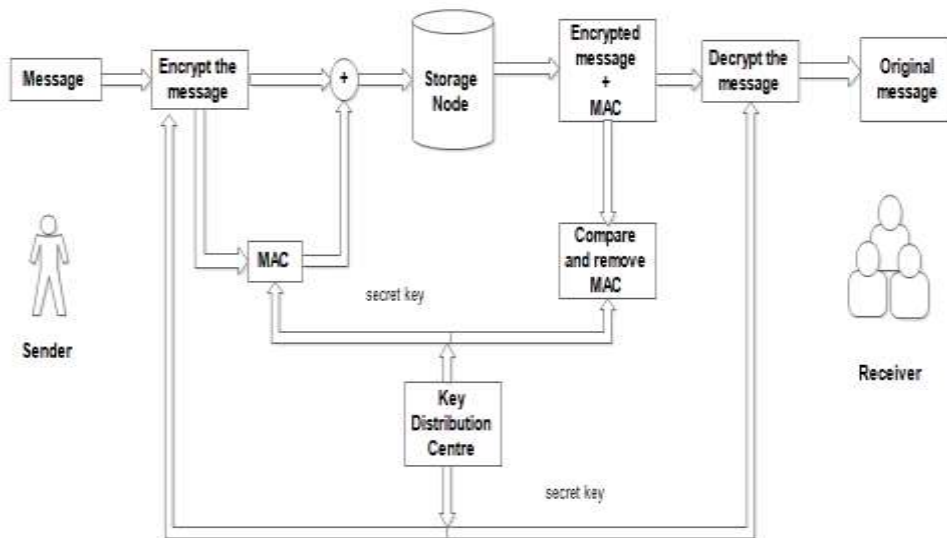 Message
Encrypt the
message
+
Storage
Node
Encrypted
message
+
MAC
Decrypt the
message
Original
message
MAC
Compare
and remove
MAC
secret key
Sender
Receiver
Key
Distribution
Centre
secret key